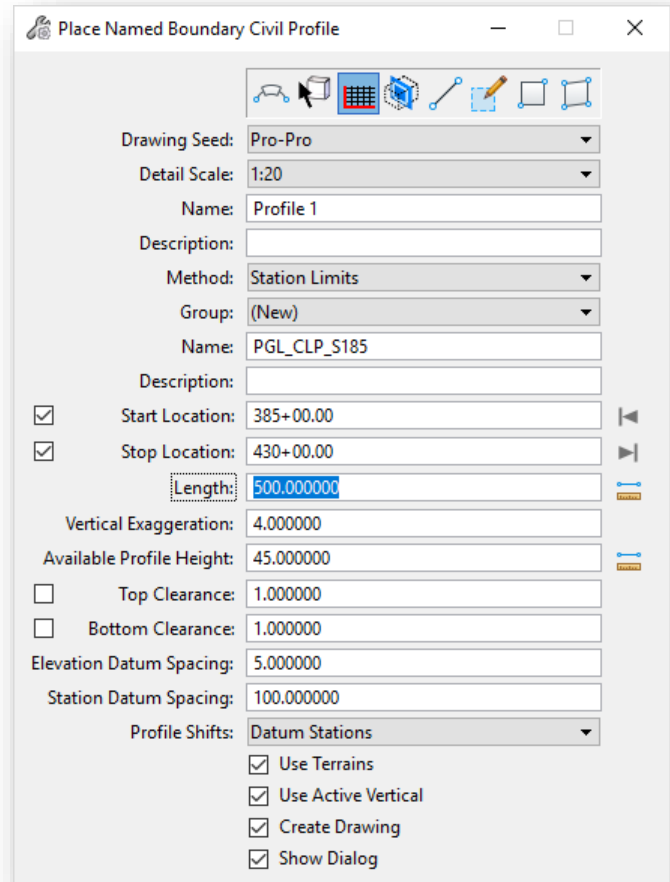 Place Named Boundary Civil Profile
Drawing Seed: Pro-Pro
Detail Scale: 1:20
Name: Profile 1
Description:
Method: Station Limits
Group: (New)
Name: PGL_CLP_S185
Description:
Start Location: 385+00.00
Stop Location: 430+00.00
Length: 500.000000
Vertical Exaggeration: 4.000000
Available Profile Height: 45.000000
Top Clearance: 1.000000
Bottom Clearance: 1.000000
Elevation Datum Spacing: 5.000000
Station Datum Spacing: 100.000000
Profile Shifts: Datum Stations
Use Terrains
Use Active Vertical
Create Drawing
Show Dialog